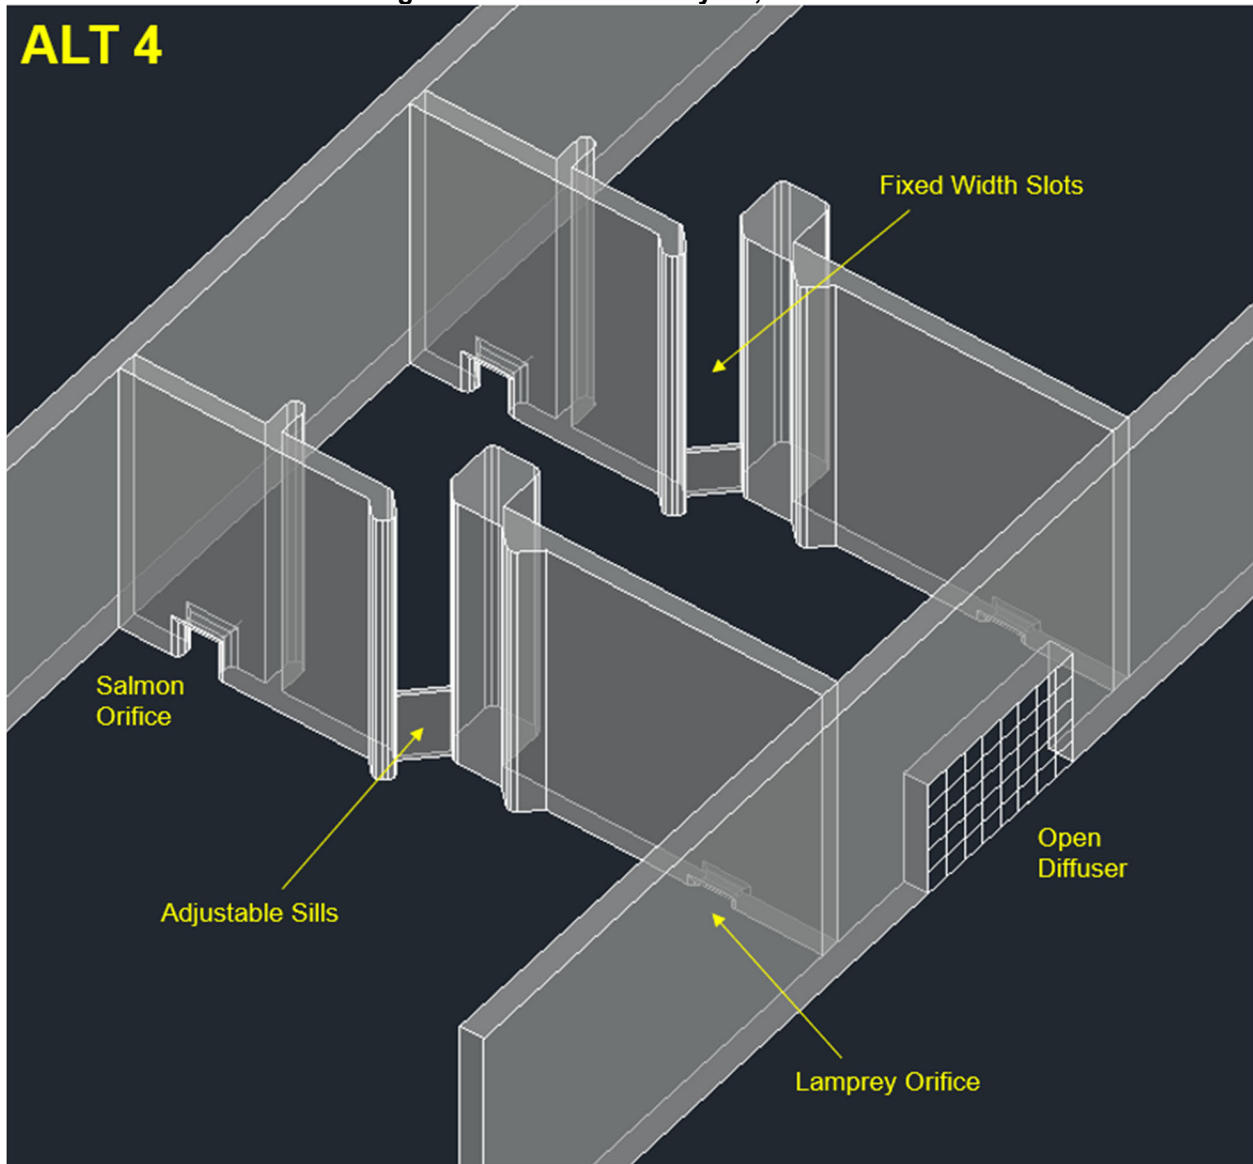 ALT 4
Fixed Width Slots
Salmon
Orifice
Open
Diffuser
Adjustable Sills
Lamprey Orifice